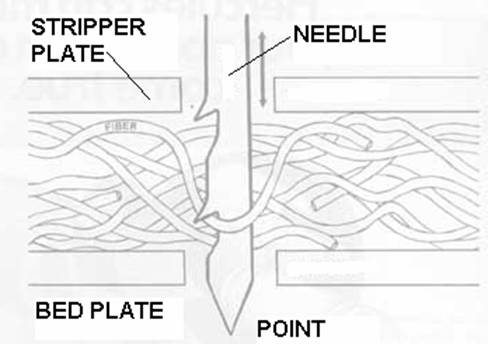 STRIPPER
PLATE
NEEDLE
FIBER
BED PLATE
POINT